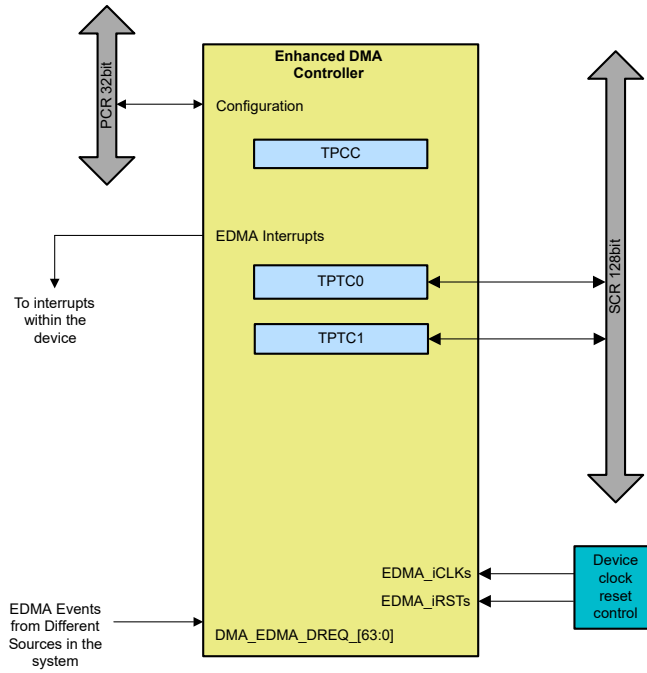 Enhanced DMA
Controller
PCR 32bit
Configuration
TPCC
EDMA Interrupts
To interrupts
within the
device
TPTC0
TPTC1
SCR 128bit
EDMA_iCLKs
EDMA_iRSTs
Device
clock
reset
control
EDMA Events
from Different
Sources in the
system
DMA_EDMA_DREQ_[63:0]